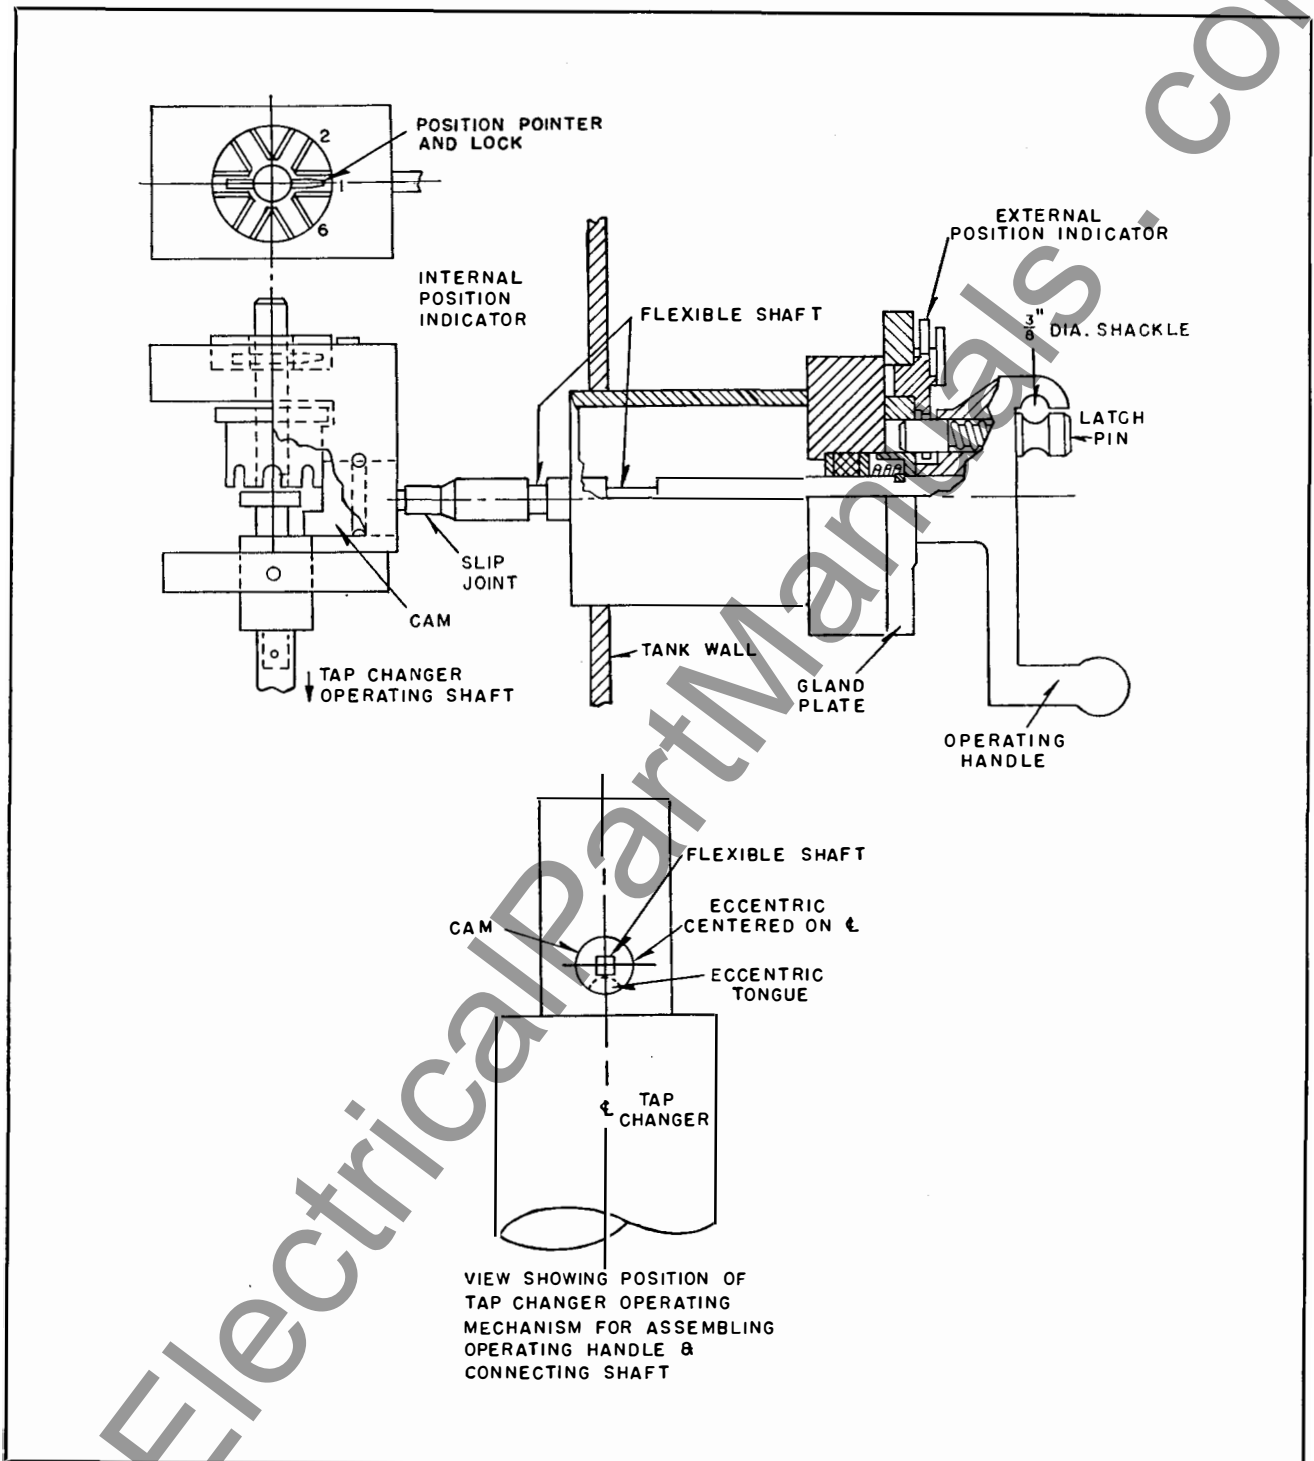 2
POSITION POINTER
AND LOCK
1
6
INTERNAL
POSITION
INDICATOR
FLEXIBLE SHAFT
EXTERNAL
POSITION INDICATOR
3/8" DIA. SHACKLE
LATCH
PIN
SLIP
JOINT
CAM
TANK WALL
TAP CHANGER
OPERATING SHAFT
GLAND
PLATE
OPERATING
HANDLE
FLEXIBLE SHAFT
ECCENTRIC
CENTERED ON ℄
CAM
ECCENTRIC
TONGUE
℄ TAP
CHANGER
VIEW SHOWING POSITION OF
TAP CHANGER OPERATING
MECHANISM FOR ASSEMBLING
OPERATING HANDLE &
CONNECTING SHAFT
ElectricalPartManuals . com